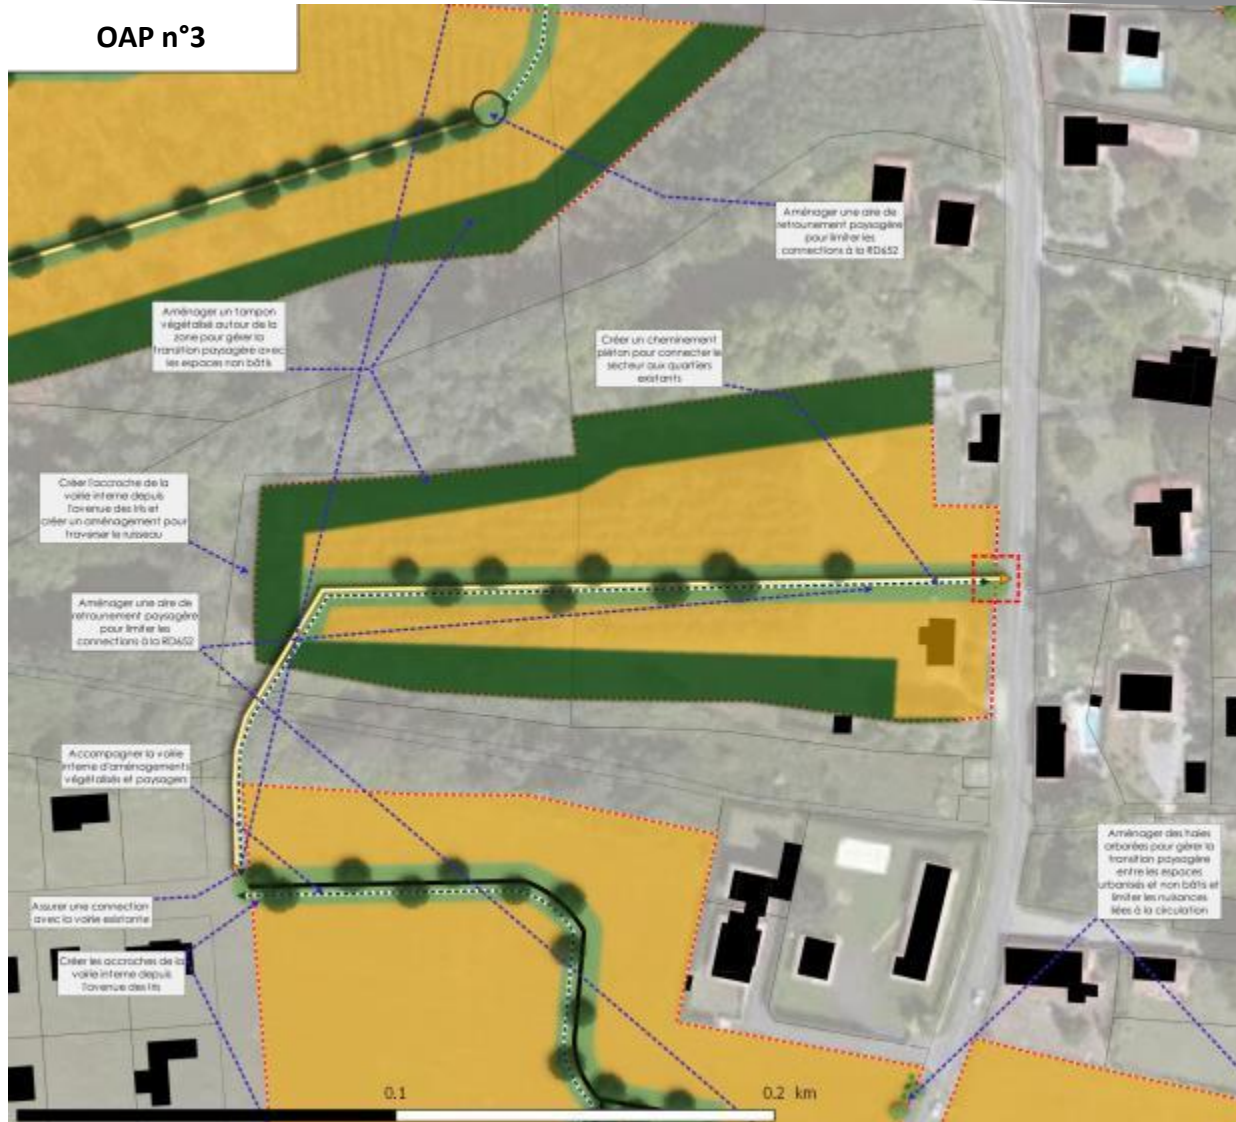 OAP n°3
Aménager une aire de
retrounement paysagère
pour limiter les
connections à la RD652
Aménager un tampon
végétalisé autour de la
zone pour gérer la
transition paysagère avec
les espaces non bâtis
Créer un cheminement
piéton pour connecter le
secteur aux quartiers
existants
Créer l'accroche de la
voirie interne depuis
l'avenue des Iris et
créer un aménagement pour
traverser le ruisseau
Aménager une aire de
retrounement paysagère
pour limiter les
connections à la RD652
Accompagner la voirie
interne d'aménagements
végétalisés et paysagers
Assurer une connection
avec la voirie existante
Créer les accroches de la
voirie interne depuis
l'avenue des Iris
Aménager des haies
arborées pour gérer la
transition paysagère
entre les espaces
urbanisés et non bâtis et
limiter les nuisances
liées à la circulation
0.1
0.2 km